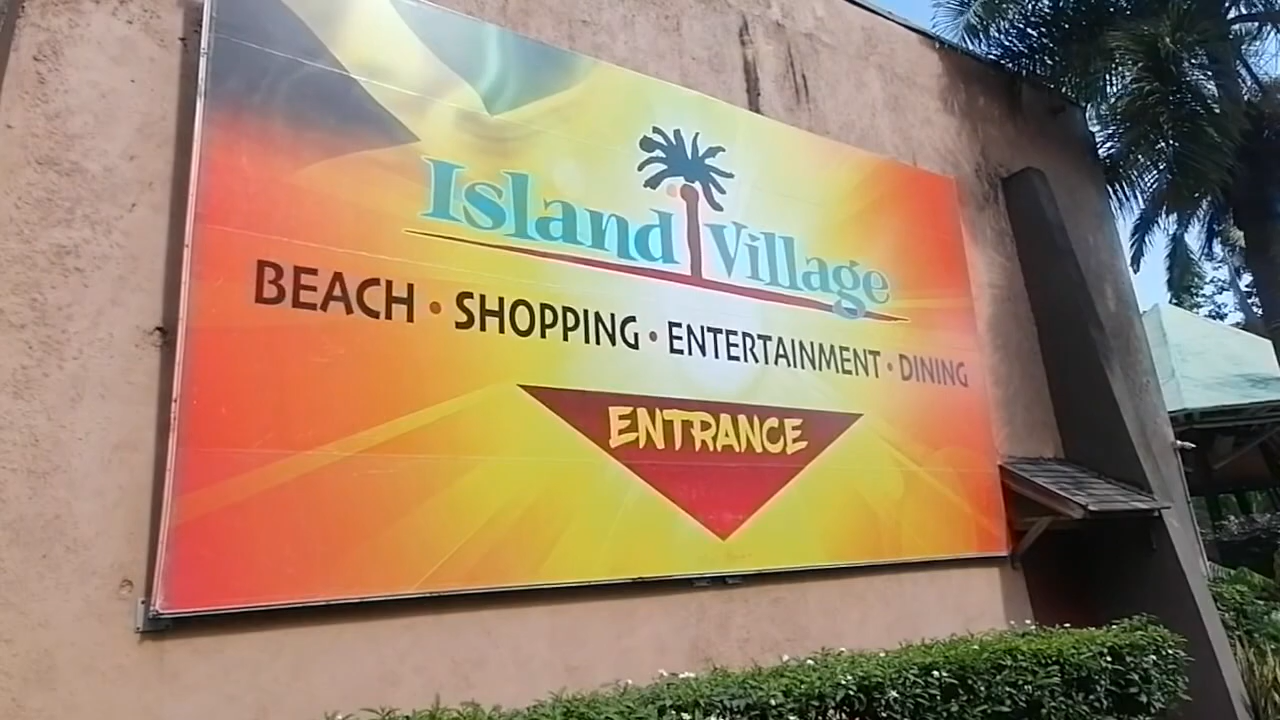 Island Village
BEACH • SHOPPING • ENTERTAINMENT • DINING
ENTRANCE